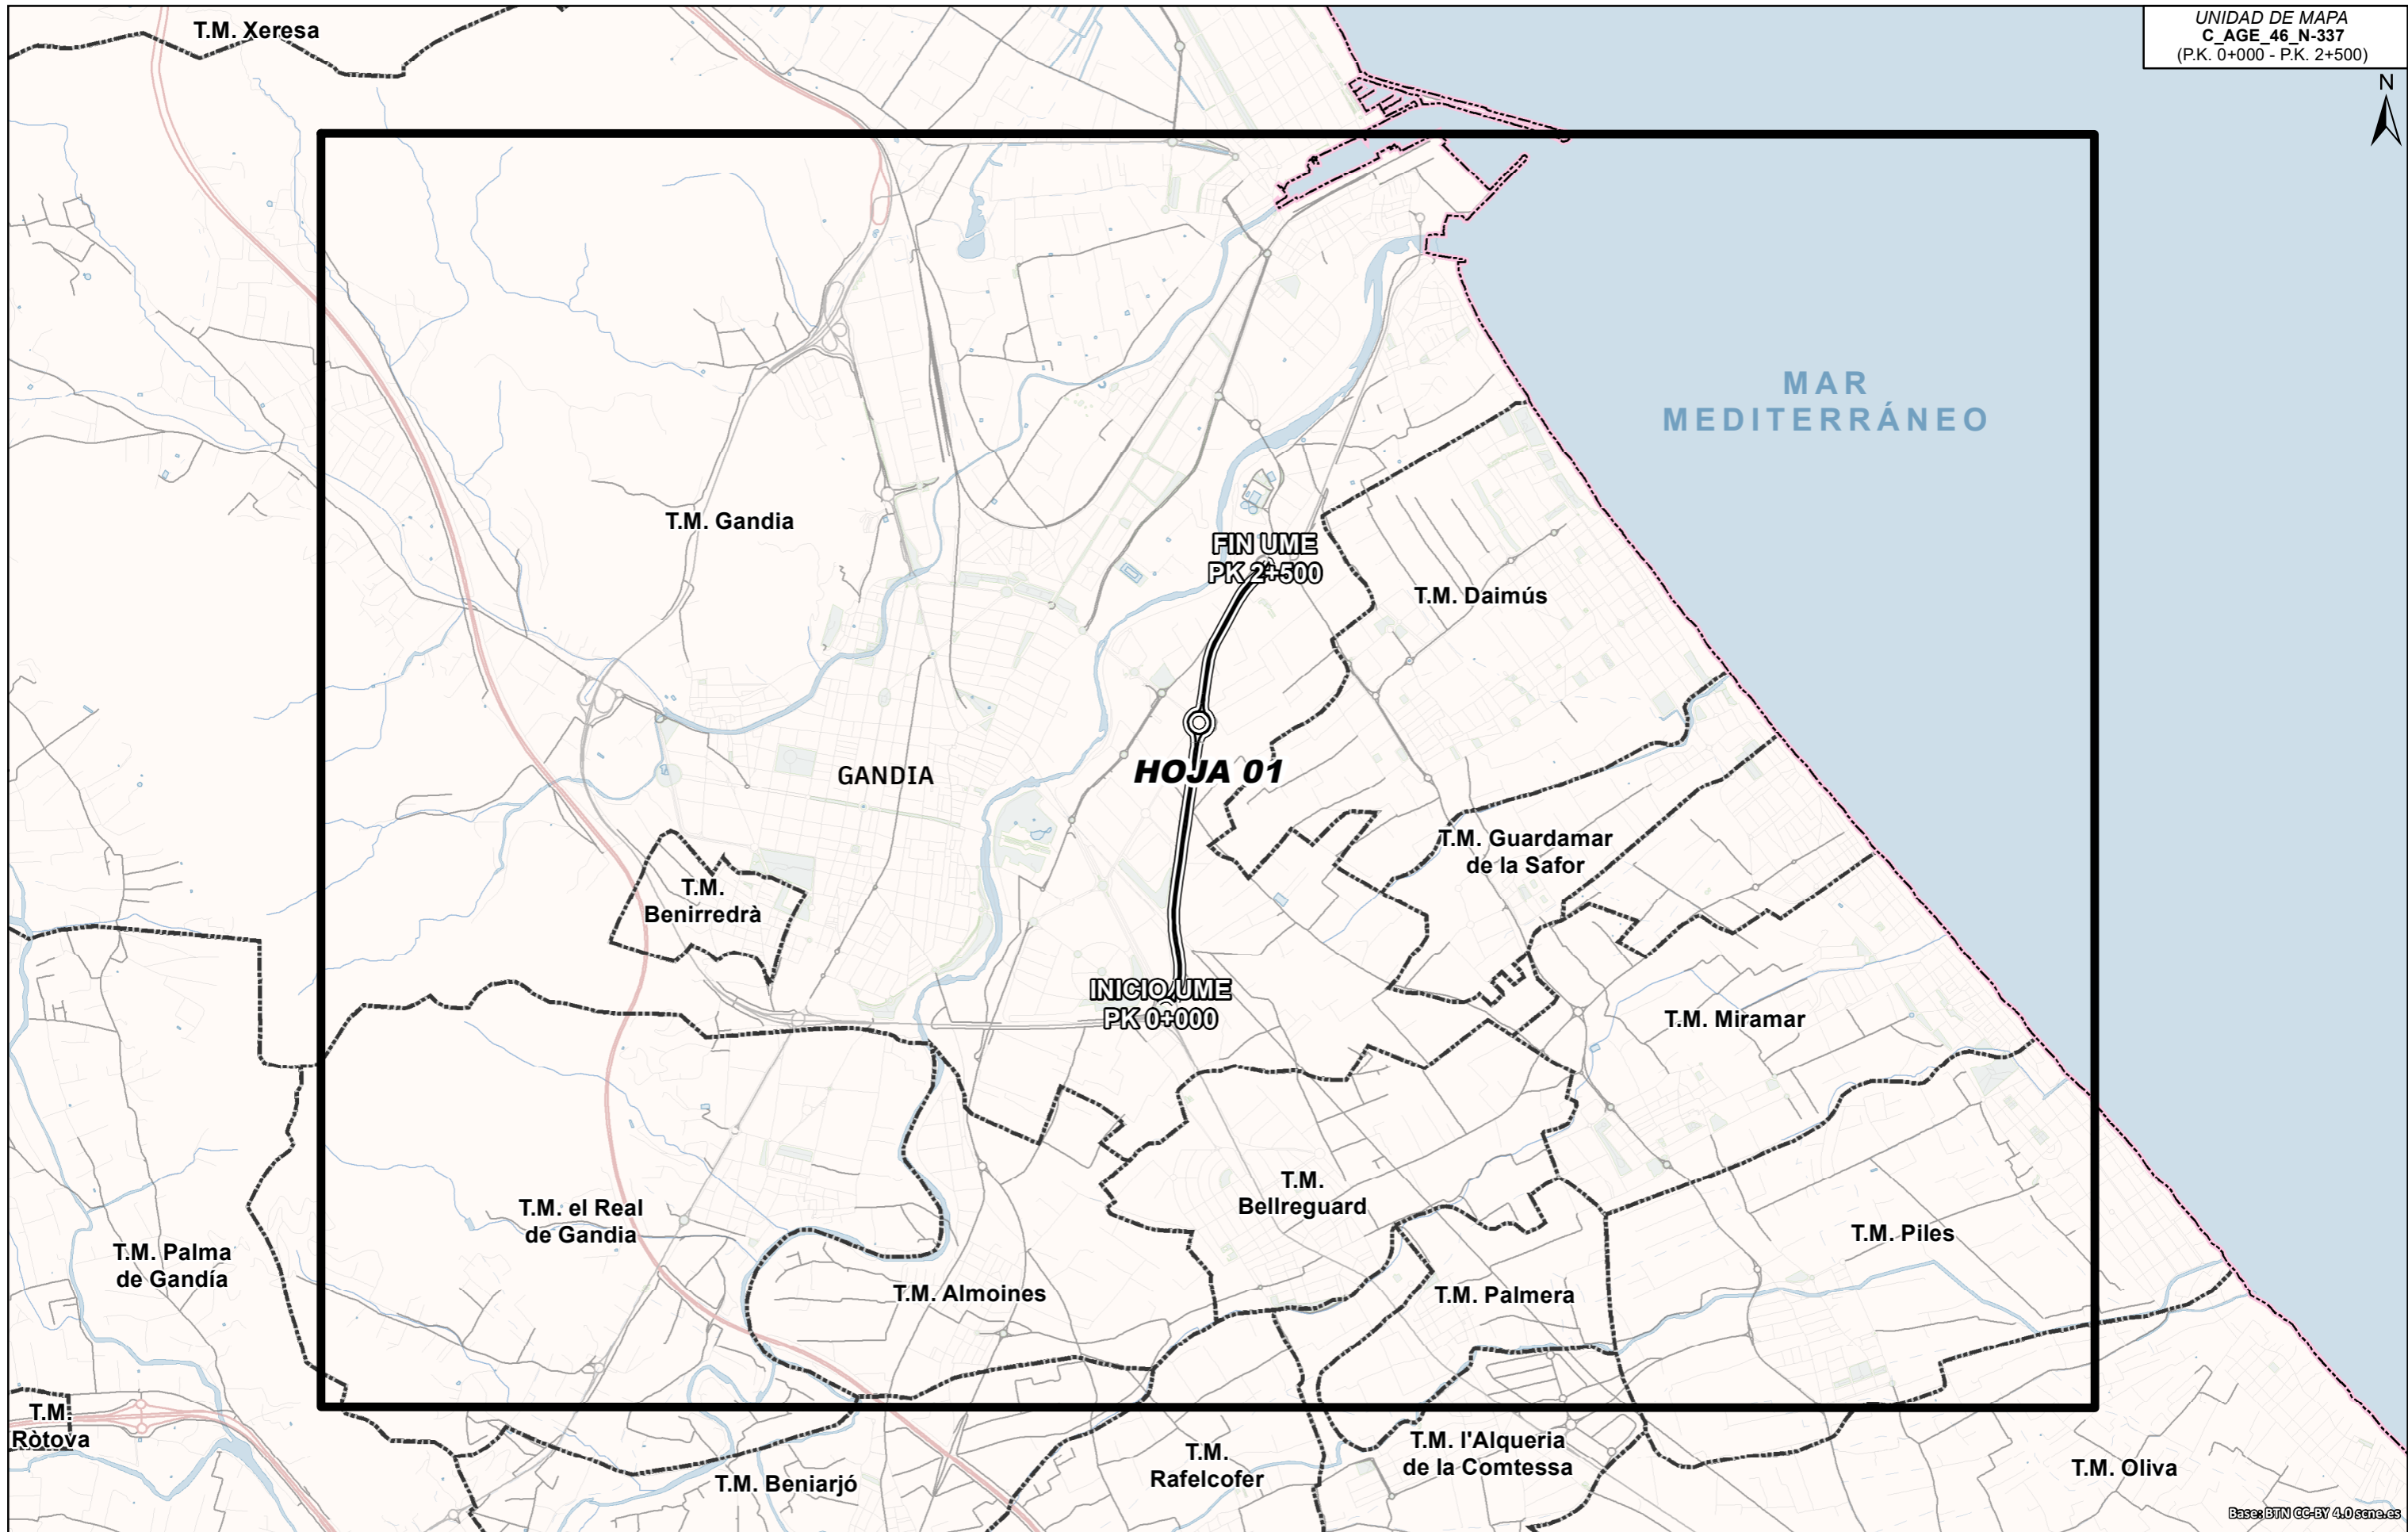 T.M. Xeresa
UNIDAD DE MAPA
C_AGE_46_N-337
(P.K. 0+000 - P.K. 2+500)
N
MAR
MEDITERRÁNEO
T.M. Gandia
FIN UME
PK 2+500
T.M. Daimús
HOJA 01
GANDIA
T.M. Guardamar
de la Safor
T.M.
Benirredrà
INICIO UME
PK 0+000
T.M. Miramar
T.M. el Real
de Gandia
T.M.
Bellreguard
T.M. Palma
de Gandía
T.M. Piles
T.M. Almoines
T.M. Palmera
T.M.
Ròtova
T.M. Beniarjó
T.M.
Rafelcofer
T.M. l'Alqueria
de la Comtessa
T.M. Oliva
Base: BTN CC-BY 4.0 scne.es